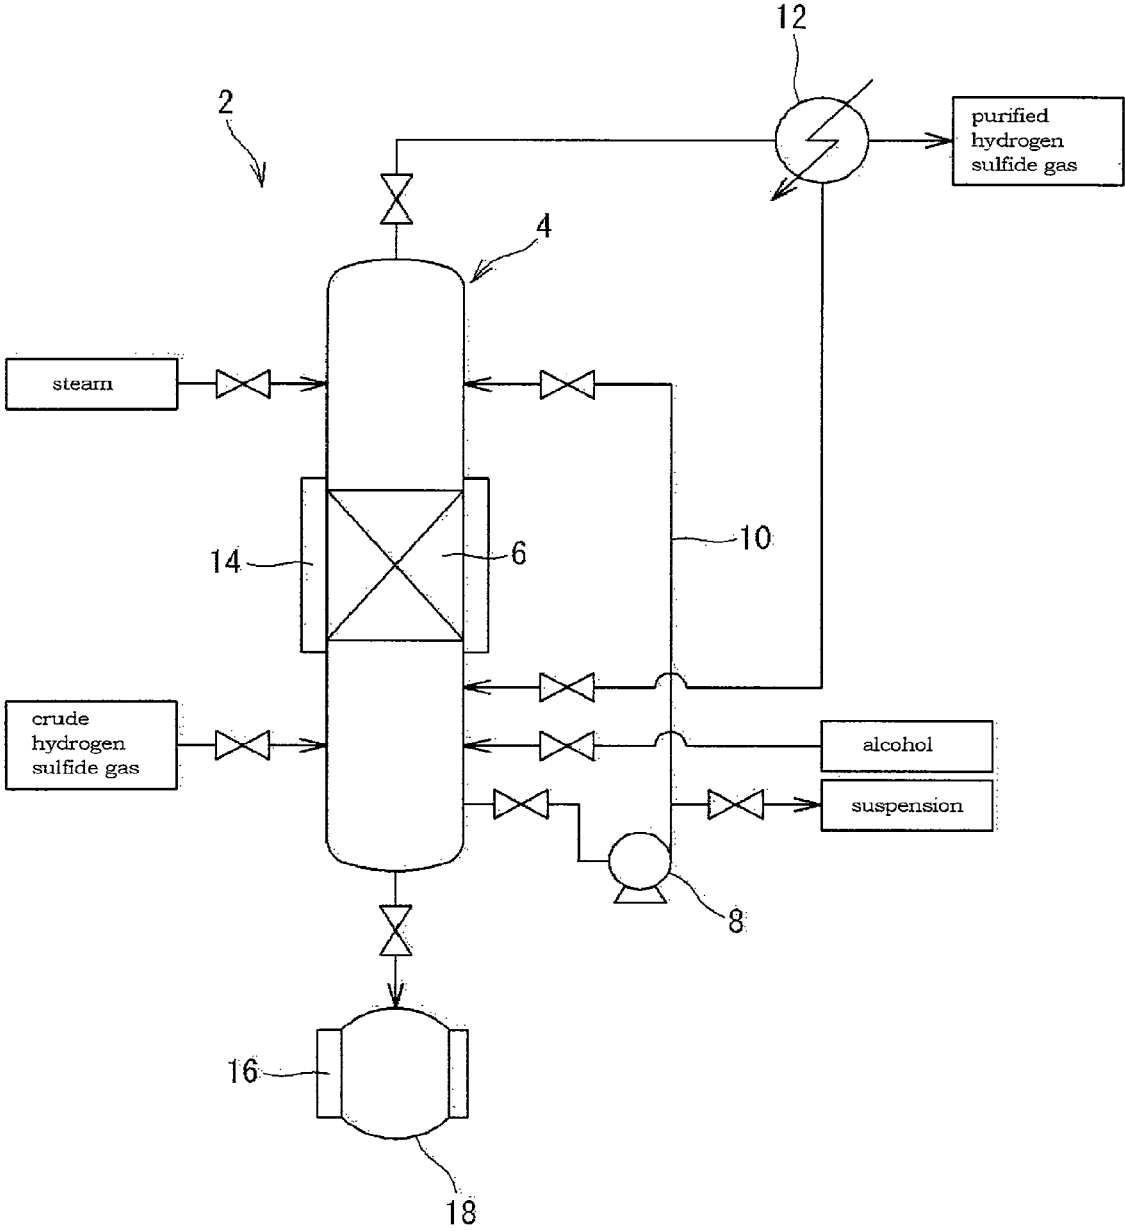 12
2
purified
hydrogen
sulfide gas
4
steam
10
6
14
crude
hydrogen
sulfide gas
alcohol
suspension
8
16
18